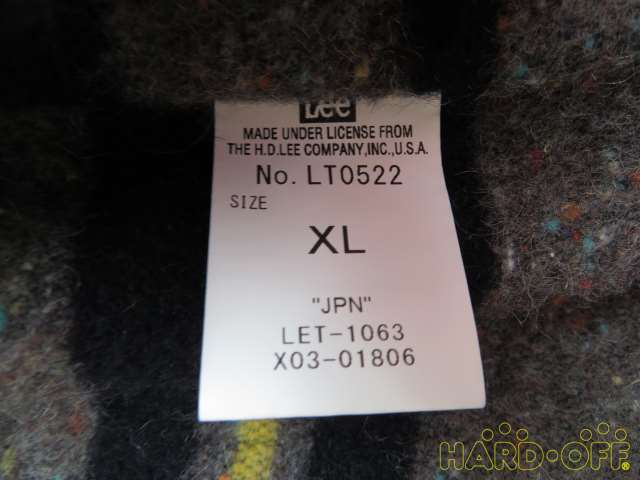 Lee
MADE UNDER LICENSE FROM
THE H.D.LEE COMPANY,INC.,U.S.A.
No. LT0522
SIZE
XL
"JPN"
LET-1063
X03-01806
HARD-OFF